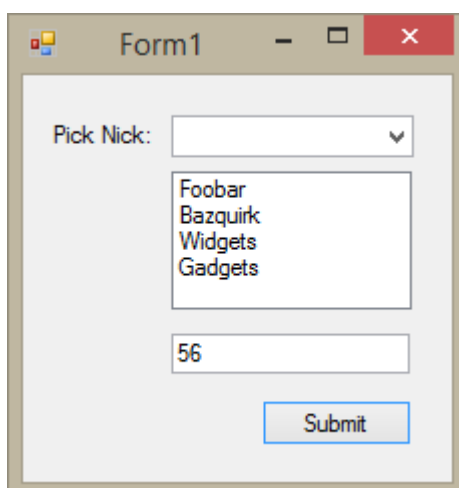 Form1
Pick Nick:
Foobar
Bazquirk
Widgets
Gadgets
56
Submit